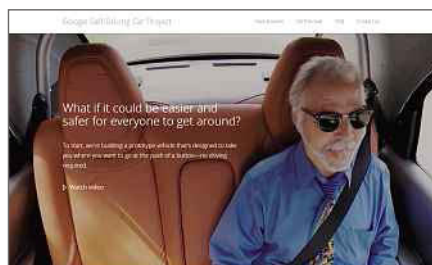 Google Self-Driving Car Project
FAQ
What if it could be easier and
safer for everyone to get around?
To start, we're building a prototype vehicle that's designed to take
you where you want to go at the push of a button—no driving
required.
Watch video